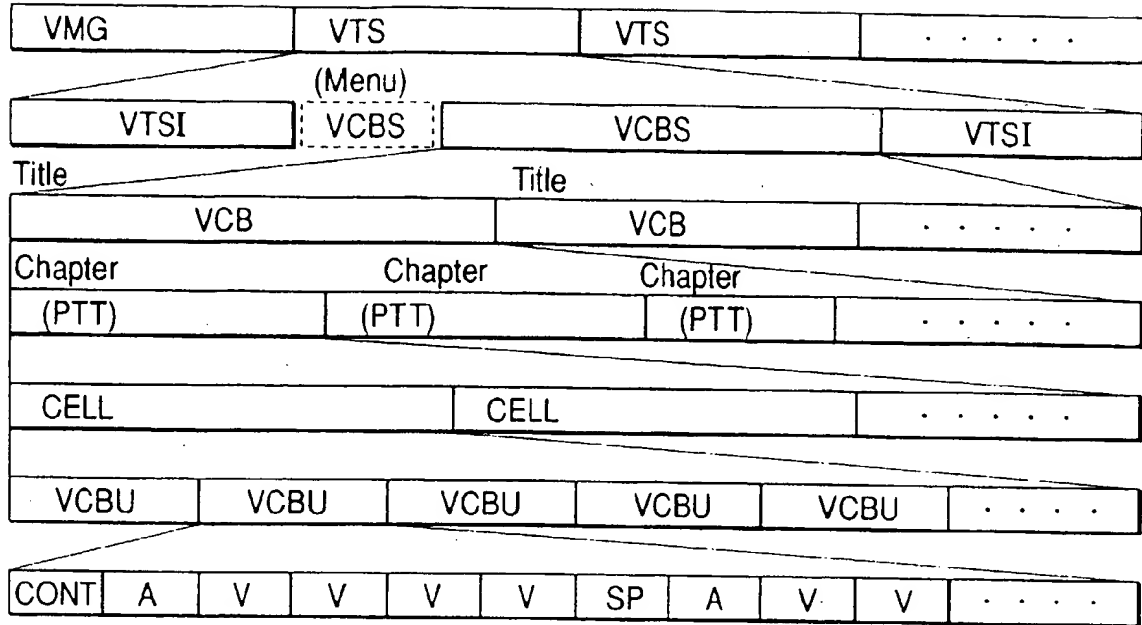 VMG VTS VTS . . . . .
(Menu)
VTSI VCBS VCBS VTSI
Title Title
VCB VCB . . . . .
Chapter Chapter Chapter
(PTT) (PTT) (PTT) . . . . .
CELL CELL . . . . .
VCBU VCBU VCBU VCBU VCBU . . . .
CONT A V V V V SP A V V . . . .